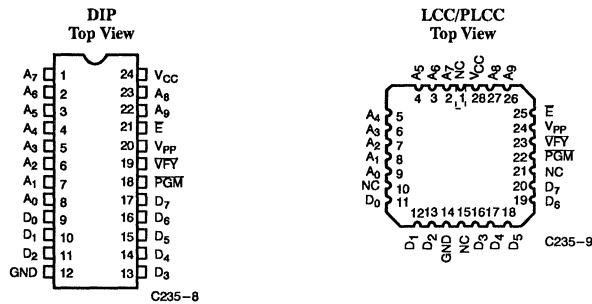 DIP
Top View
A7 1 24 VCC
A6 2 23 A8
A5 3 22 A9
A4 4 21 E̅
A3 5 20 VPP
A2 6 19 V̅F̅Y̅
A1 7 18 P̅G̅M̅
A0 8 17 D7
D0 9 16 D6
D1 10 15 D5
D2 11 14 D4
GND 12 13 D3
C235-8
LCC/PLCC
Top View
A5 A6 A7 NC VCC A8 A9
4 3 2 1 28 27 26
A4 5 25 E̅
A3 6 24 VPP
A2 7 23 V̅F̅Y̅
A1 8 22 P̅G̅M̅
A0 9 21 NC
NC 10 20 D7
D0 11 19 D6
12 13 14 15 16 17 18
D1 D2 GND NC D3 D4 D5
C235-9